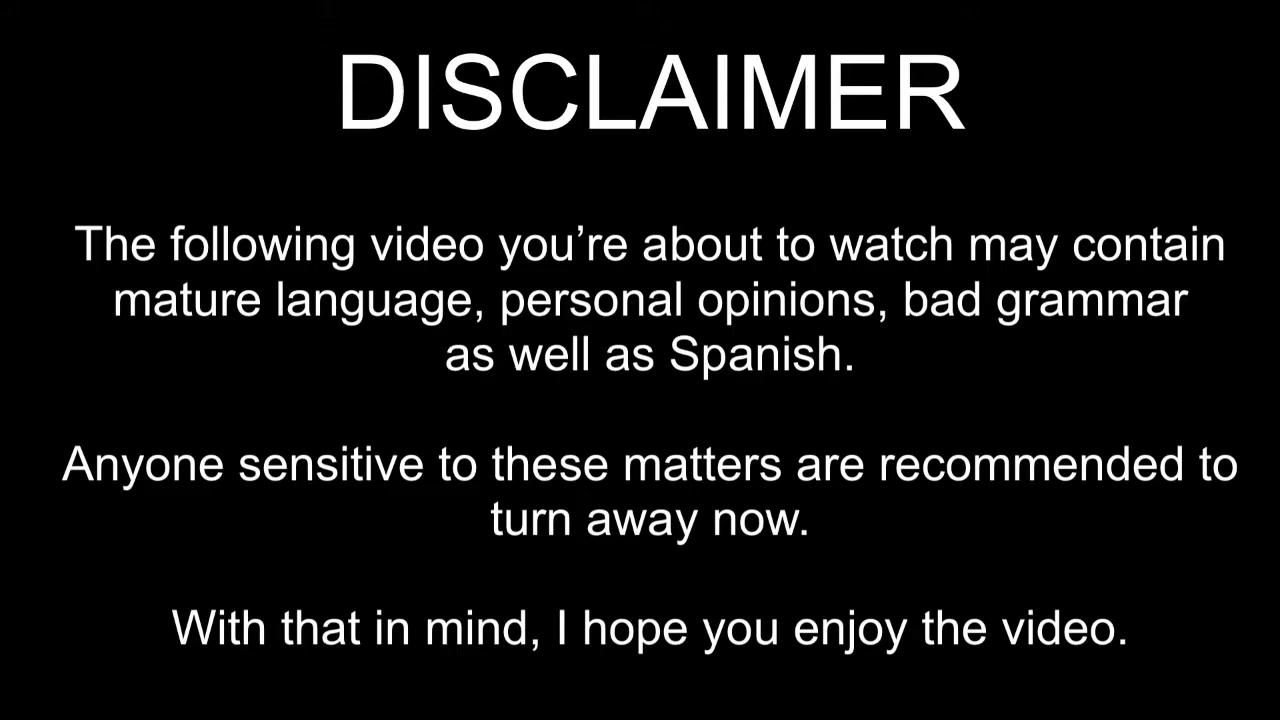 DISCLAIMER
The following video you’re about to watch may contain
mature language, personal opinions, bad grammar
as well as Spanish.
Anyone sensitive to these matters are recommended to
turn away now.
With that in mind, I hope you enjoy the video.